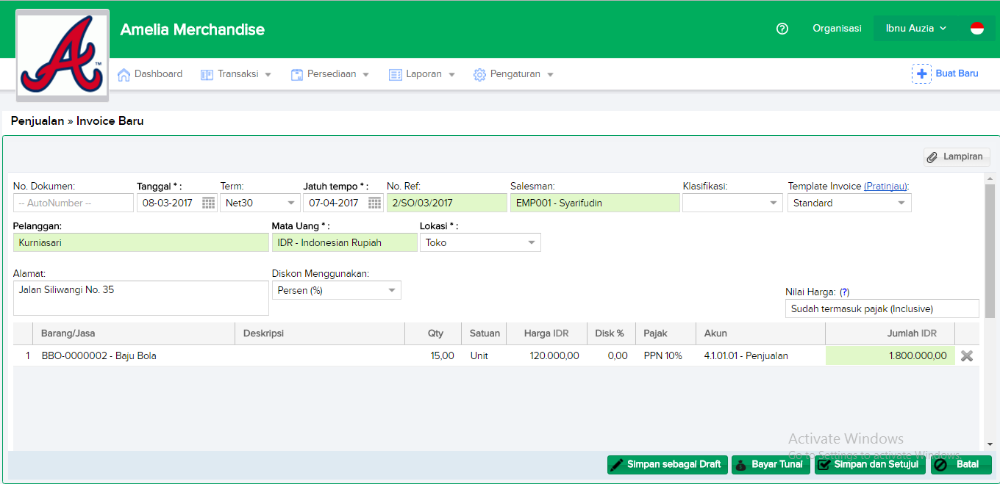 Amelia Merchandise
Organisasi
Ibnu Auzia
A
TM
Dashboard
Transaksi
Persediaan
Laporan
Pengaturan
Buat Baru
Penjualan » Invoice Baru
Lampiran
No. Dokumen: Tanggal * : Term: Jatuh tempo * : No. Ref: Salesman: Klasifikasi: Template Invoice (Pratinjau):
-- AutoNumber -- 08-03-2017 Net30 07-04-2017 2/SO/03/2017 EMP001 - Syarifudin Standard
Pelanggan: Mata Uang * : Lokasi * :
Kurniasari IDR - Indonesian Rupiah Toko
Alamat: Diskon Menggunakan:
Jalan Siliwangi No. 35 Persen (%)
Nilai Harga: (?)
Sudah termasuk pajak (Inclusive)
Barang/Jasa Deskripsi Qty Satuan Harga IDR Disk % Pajak Akun Jumlah IDR
1 BBO-0000002 - Baju Bola 15,00 Unit 120.000,00 0,00 PPN 10% 4.1.01.01 - Penjualan 1.800.000,00
Activate Windows
Go to Settings to activate Windows.
Simpan sebagai Draft Bayar Tunai Simpan dan Setujui Batal